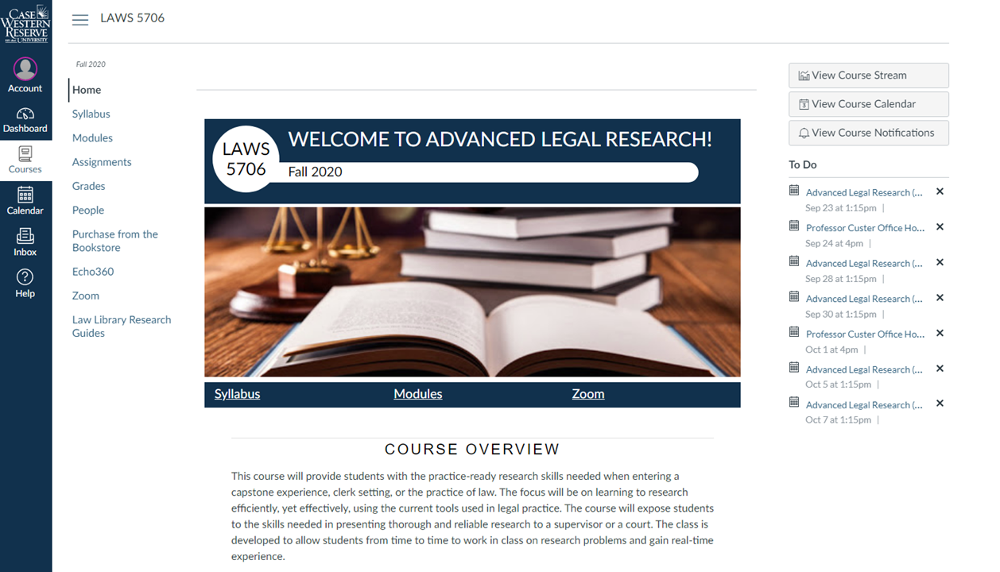 CASE
WESTERN
RESERVE
UNIVERSITY
Account
Dashboard
Courses
Calendar
Inbox
Help
LAWS 5706
Fall 2020
Home
Syllabus
Modules
Assignments
Grades
People
Purchase from the
Bookstore
Echo360
Zoom
Law Library Research
Guides
LAWS
5706
WELCOME TO ADVANCED LEGAL RESEARCH!
Fall 2020
Syllabus Modules Zoom
COURSE OVERVIEW
This course will provide students with the practice-ready research skills needed when entering a
capstone experience, clerk setting, or the practice of law. The focus will be on learning to research
efficiently, yet effectively, using the current tools used in legal practice. The course will expose students
to the skills needed in presenting thorough and reliable research to a supervisor or a court. The class is
developed to allow students from time to time to work in class on research problems and gain real-time
experience.
View Course Stream
3 View Course Calendar
View Course Notifications
To Do
Advanced Legal Research (...
Sep 23 at 1:15pm |
Professor Custer Office Ho...
Sep 24 at 4pm |
Advanced Legal Research (...
Sep 28 at 1:15pm |
Advanced Legal Research (...
Sep 30 at 1:15pm |
Professor Custer Office Ho...
Oct 1 at 4pm |
Advanced Legal Research (...
Oct 5 at 1:15pm |
Advanced Legal Research (...
Oct 7 at 1:15pm |